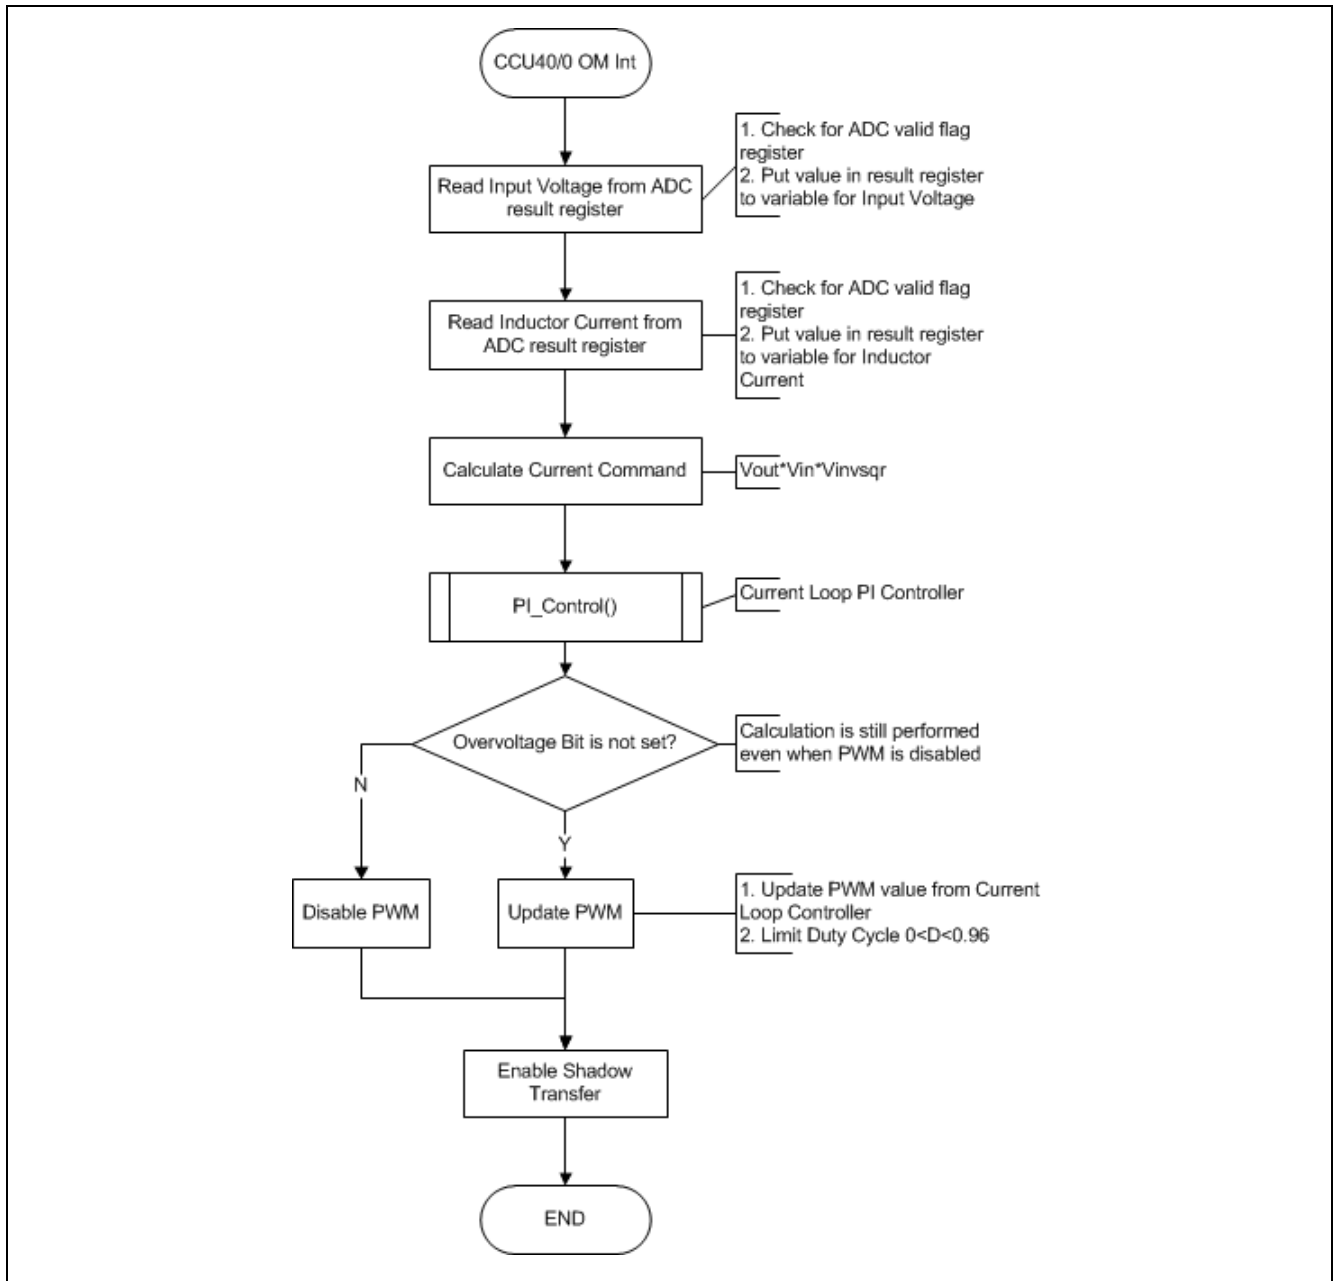 CCU40/0 OM Int
Read Input Voltage from ADC
result register
1. Check for ADC valid flag
register
2. Put value in result register
to variable for Input Voltage
Read Inductor Current from
ADC result register
1. Check for ADC valid flag
register
2. Put value in result register
to variable for Inductor
Current
Calculate Current Command
Vout*Vin*Vinvsqr
PI_Control()
Current Loop PI Controller
Overvoltage Bit is not set?
Calculation is still performed
even when PWM is disabled
N
Y
Disable PWM
Update PWM
1. Update PWM value from Current
Loop Controller
2. Limit Duty Cycle 0<D<0.96
Enable Shadow
Transfer
END